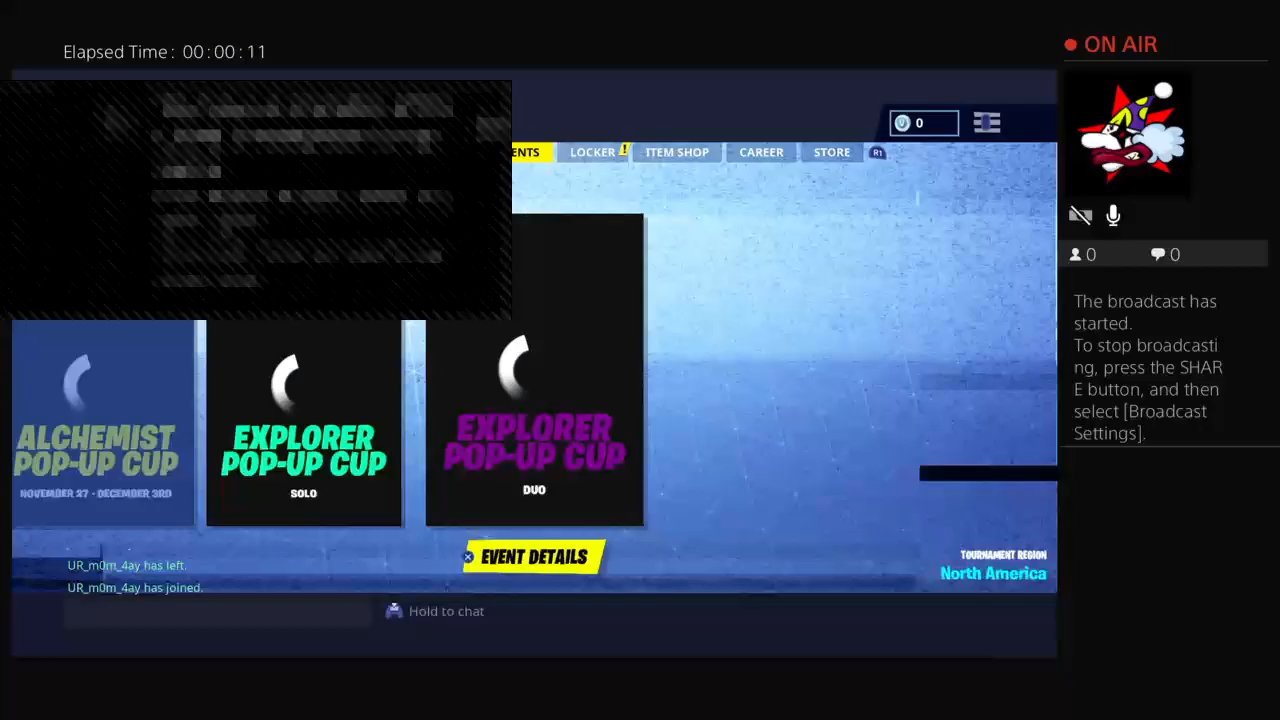 Elapsed Time: 00:00:11
ON AIR
0
ENTS
LOCKER
!
ITEM SHOP
CAREER
STORE
R1
0
0
The broadcast has
started.
To stop broadcasti
ng, press the SHAR
E button, and then
select [Broadcast
Settings].
ALCHEMIST
POP-UP CUP
NOVEMBER 27 - DECEMBER 3RD
EXPLORER
POP-UP CUP
SOLO
EXPLORER
POP-UP CUP
DUO
EVENT DETAILS
TOURNAMENT REGION
North America
UR_m0m_4ay has left.
UR_m0m_4ay has joined.
Hold to chat